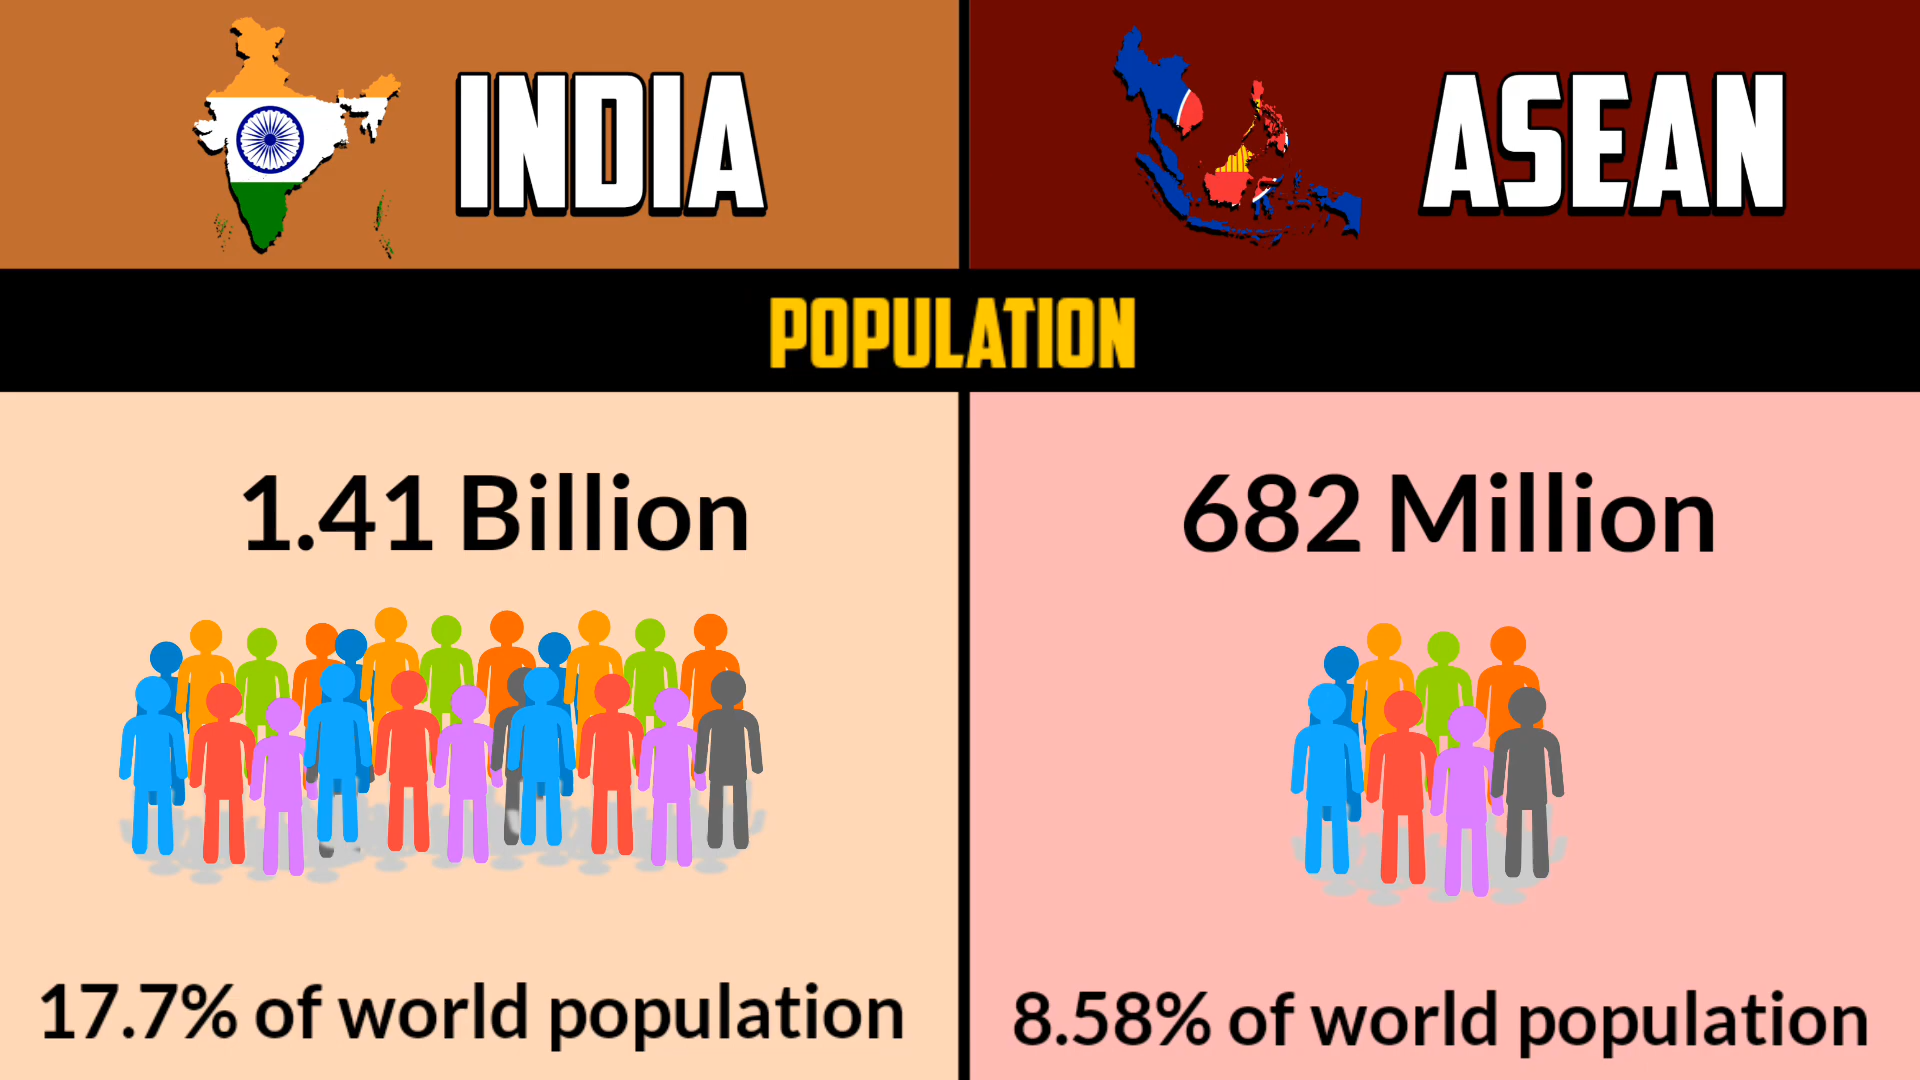 INDIA
ASEAN
POPULATION
1.41 Billion
682 Million
17.7% of world population
8.58% of world population